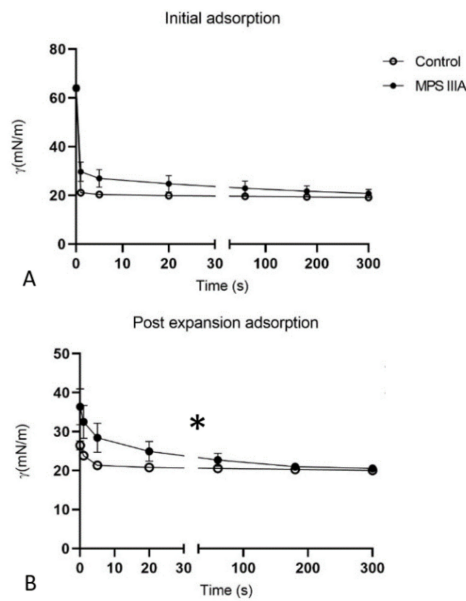 Initial adsorption
Control
MPS IIIA
γ(mN/m)
80
60
40
20
0
0 10 20 30 100 200 300
Time (s)
A
Post expansion adsorption
γ(mN/m)
50
40
30
20
10
0
*
0 10 20 30 100 200 300
Time (s)
B